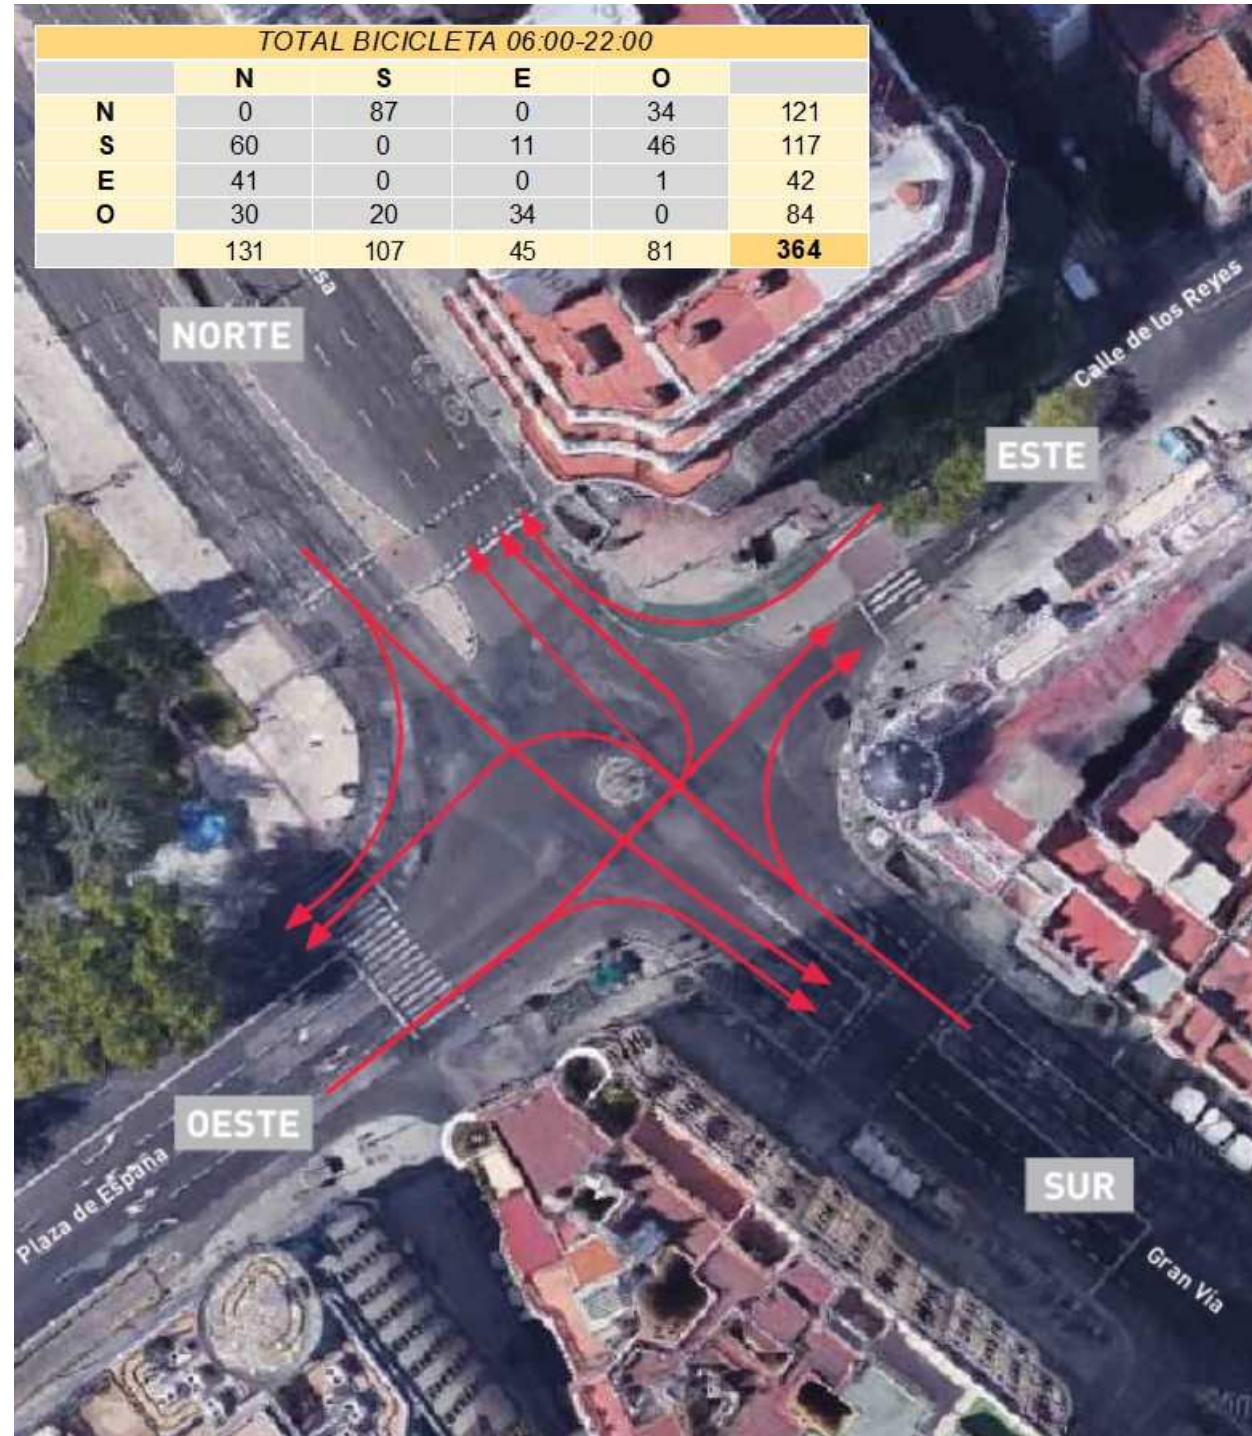 TOTAL BICICLETA 06:00-22:00
N S E O
N 0 87 0 34 121
S 60 0 11 46 117
E 41 0 0 1 42
O 30 20 34 0 84
131 107 45 81 364
NORTE
Calle de los Reyes
ESTE
OESTE
Plaza de España
SUR
Gran Vía